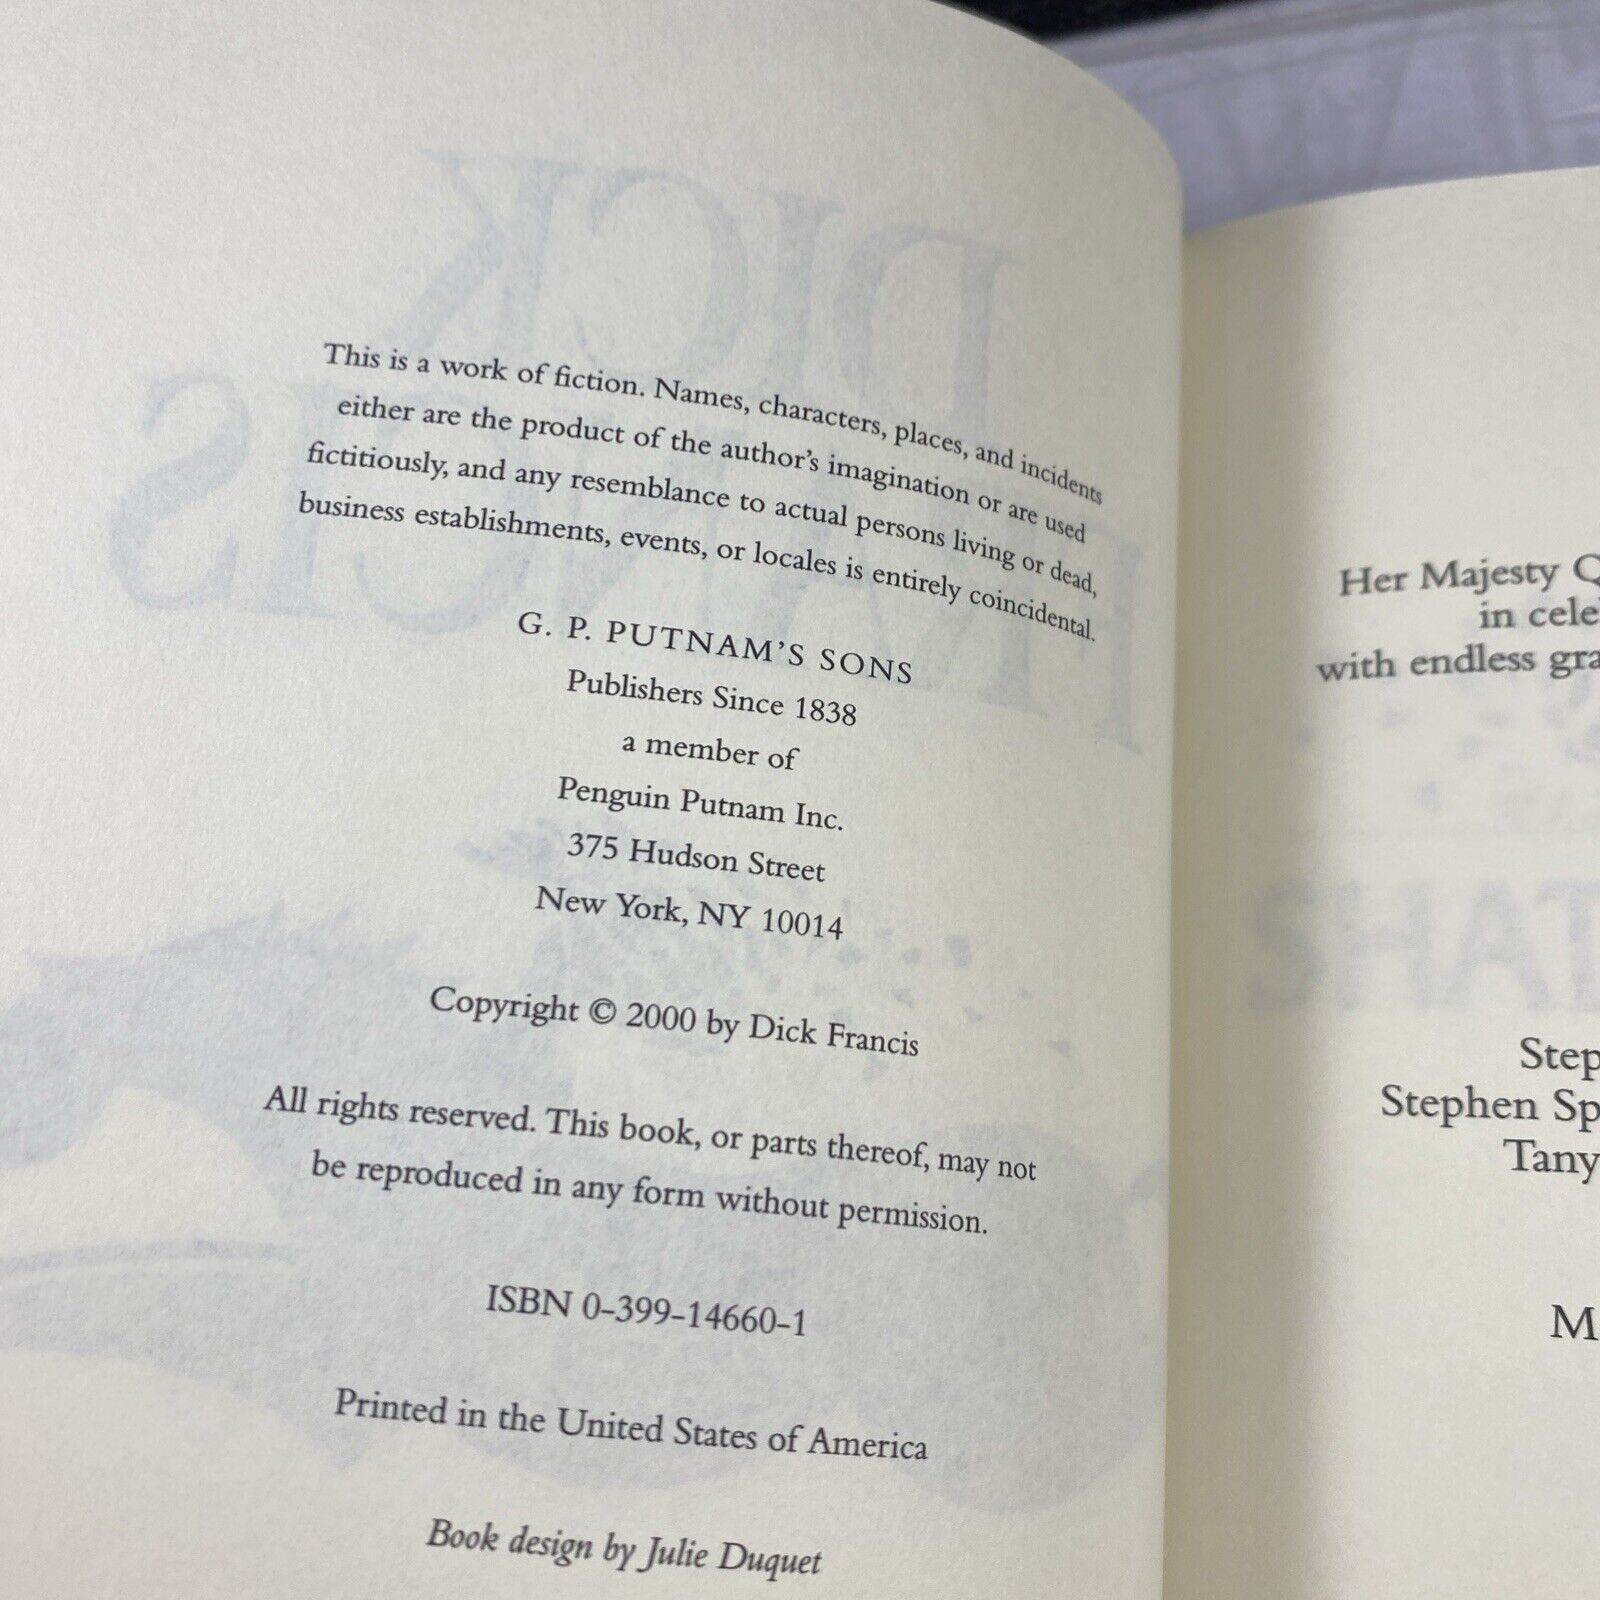 This is a work of fiction. Names, characters, places, and incidents
either are the product of the author's imagination or are used
fictitiously, and any resemblance to actual persons living or dead,
business establishments, events, or locales is entirely coincidental.
G. P. PUTNAM'S SONS
Publishers Since 1838
a member of
Penguin Putnam Inc.
375 Hudson Street
New York, NY 10014
Copyright © 2000 by Dick Francis
All rights reserved. This book, or parts thereof, may not
be reproduced in any form without permission.
ISBN 0-399-14660-1
Printed in the United States of America
Book design by Julie Duquet
Her Majesty
in
with endless
Stephen